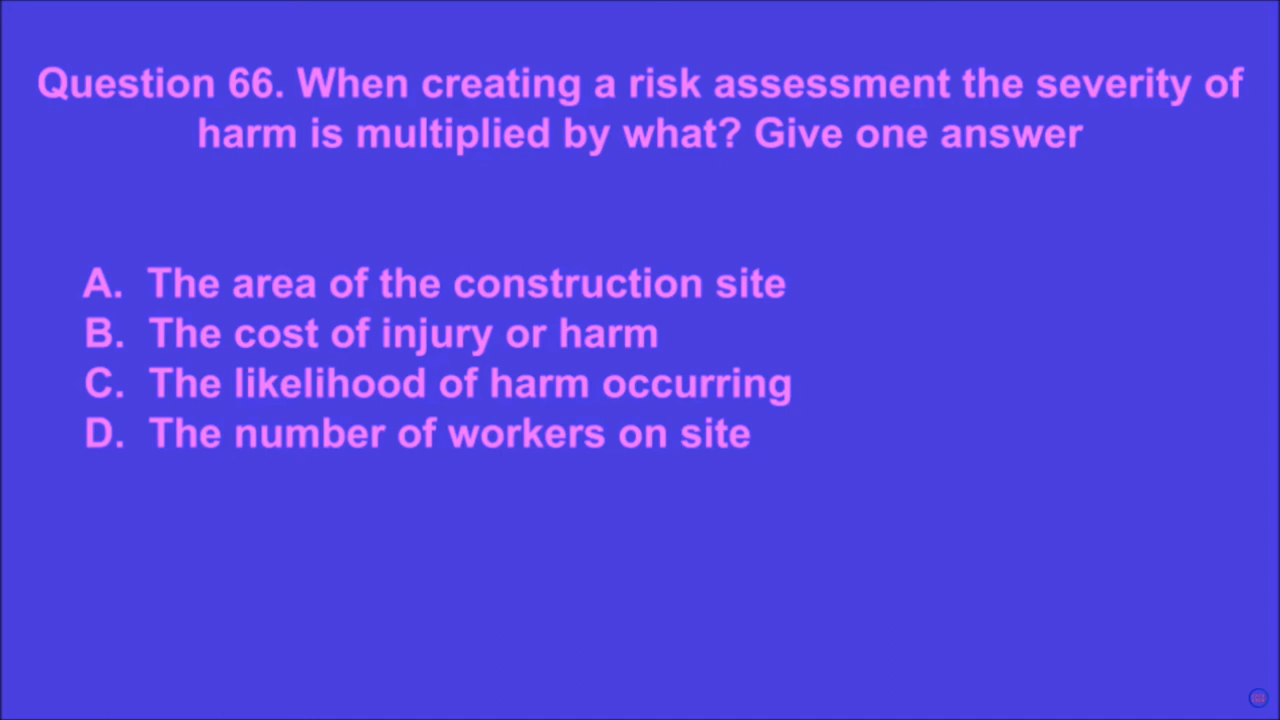 Question 66. When creating a risk assessment the severity of
harm is multiplied by what? Give one answer
A. The area of the construction site
B. The cost of injury or harm
C. The likelihood of harm occurring
D. The number of workers on site